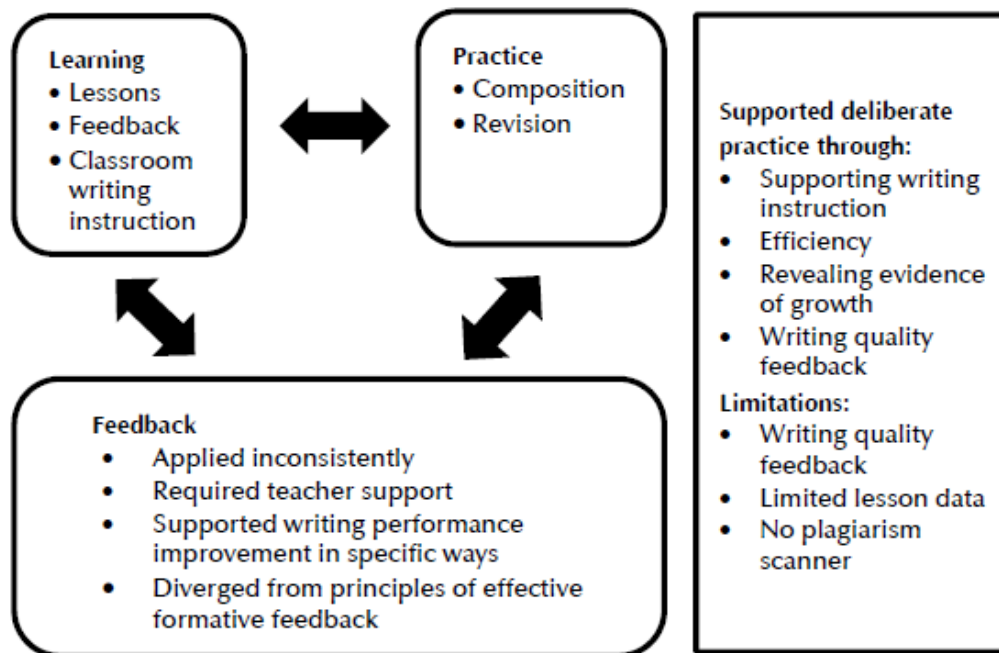 Learning
• Lessons
• Feedback
• Classroom
writing
instruction
Practice
• Composition
• Revision
Feedback
• Applied inconsistently
• Required teacher support
• Supported writing performance
improvement in specific ways
• Diverged from principles of effective
formative feedback
Supported deliberate
practice through:
• Supporting writing
instruction
• Efficiency
• Revealing evidence
of growth
• Writing quality
feedback
Limitations:
• Writing quality
feedback
• Limited lesson data
• No plagiarism
scanner